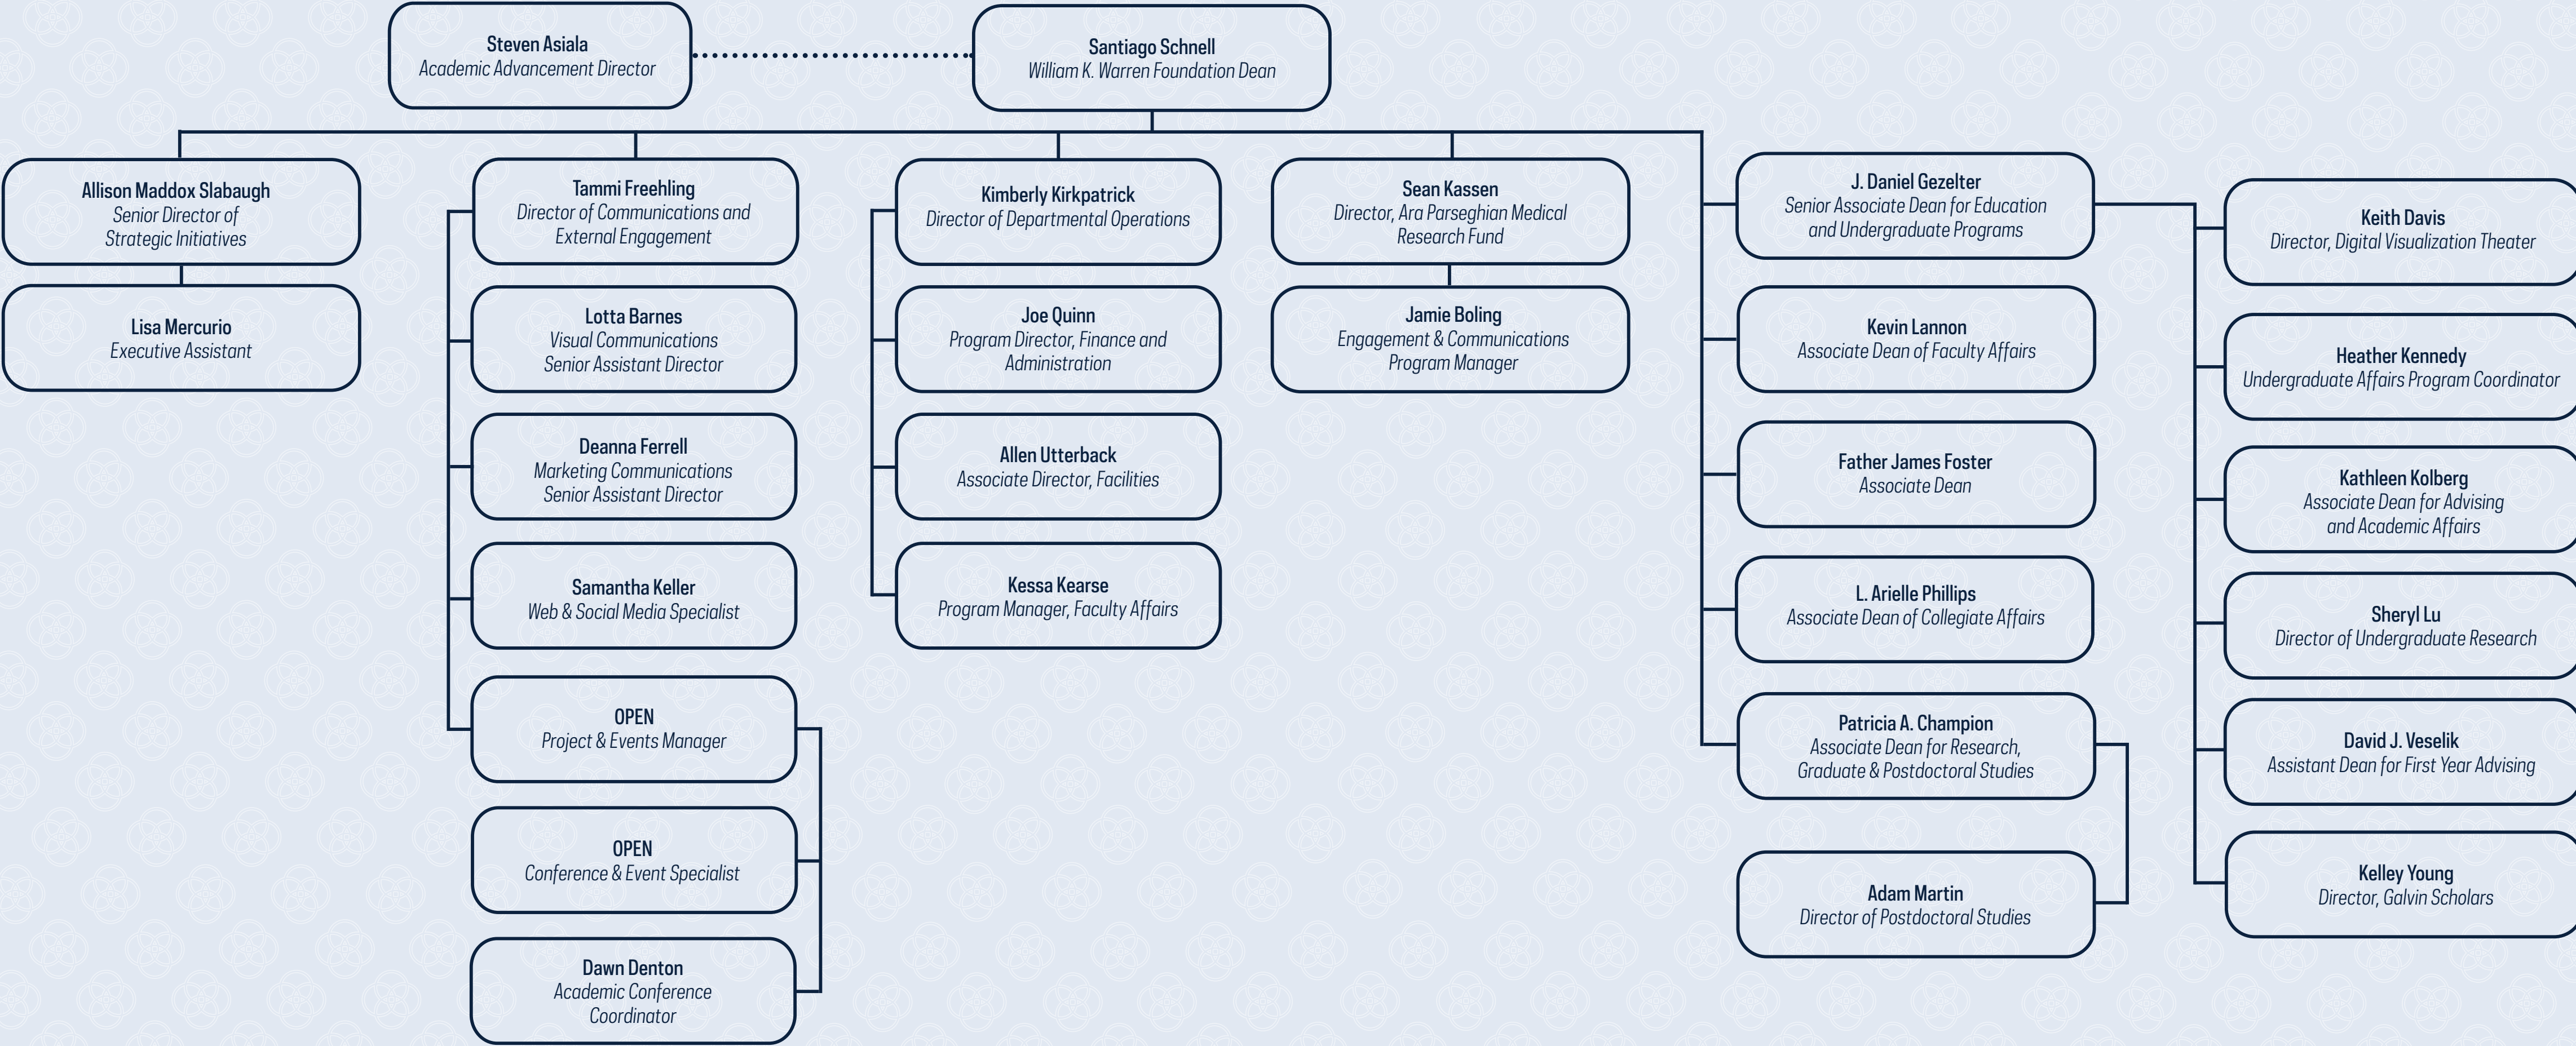 Steven Asiala
Academic Advancement Director
Santiago Schnell
William K. Warren Foundation Dean
Allison Maddox Slabaugh
Senior Director of
Strategic Initiatives
Lisa Mercurio
Executive Assistant
Tammi Freehling
Director of Communications and
External Engagement
Lotta Barnes
Visual Communications
Senior Assistant Director
Deanna Ferrell
Marketing Communications
Senior Assistant Director
Samantha Keller
Web & Social Media Specialist
OPEN
Project & Events Manager
OPEN
Conference & Event Specialist
Dawn Denton
Academic Conference
Coordinator
Kimberly Kirkpatrick
Director of Departmental Operations
Joe Quinn
Program Director, Finance and
Administration
Allen Utterback
Associate Director, Facilities
Kessa Kearse
Program Manager, Faculty Affairs
Sean Kassen
Director, Ara Parseghian Medical
Research Fund
Jamie Boling
Engagement & Communications
Program Manager
J. Daniel Gezelter
Senior Associate Dean for Education
and Undergraduate Programs
Kevin Lannon
Associate Dean of Faculty Affairs
Father James Foster
Associate Dean
L. Arielle Phillips
Associate Dean of Collegiate Affairs
Patricia A. Champion
Associate Dean for Research,
Graduate & Postdoctoral Studies
Adam Martin
Director of Postdoctoral Studies
Keith Davis
Director, Digital Visualization Theater
Heather Kennedy
Undergraduate Affairs Program Coordinator
Kathleen Kolberg
Associate Dean for Advising
and Academic Affairs
Sheryl Lu
Director of Undergraduate Research
David J. Veselik
Assistant Dean for First Year Advising
Kelley Young
Director, Galvin Scholars